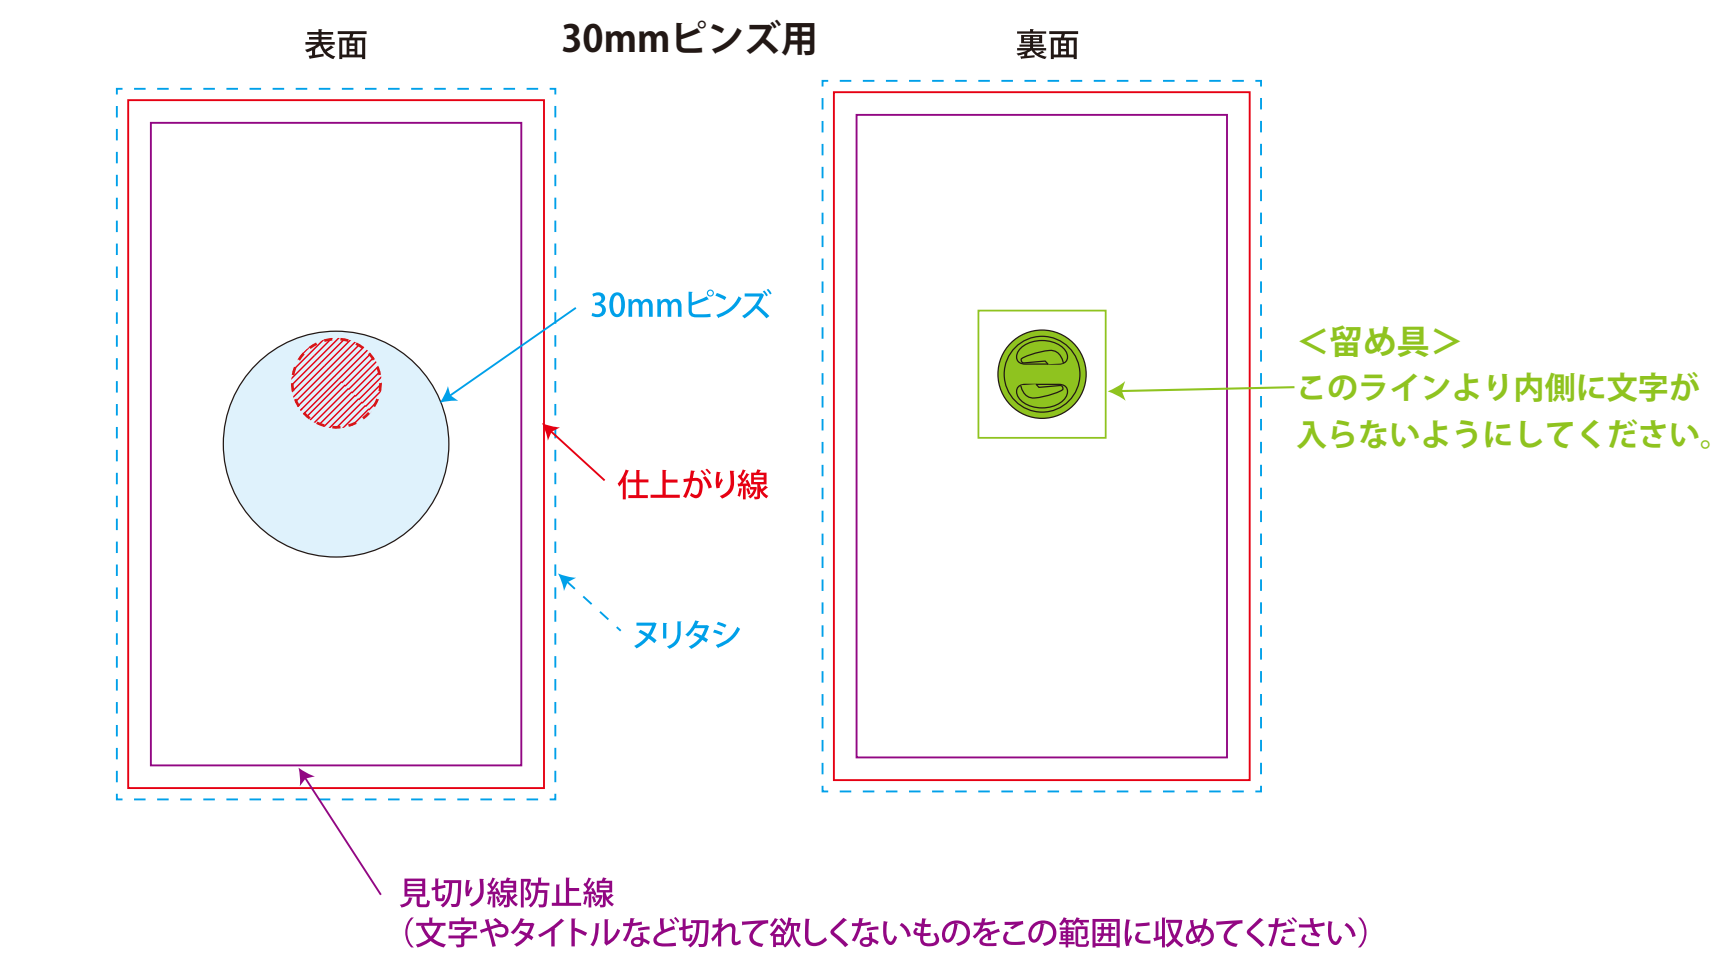 30mmピンズ用
表面
裏面
30mmピンズ
＜留め具＞
このラインより内側に文字が
入らないようにしてください。
仕上がり線
ヌリタシ
見切り線防止線
（文字やタイトルなど切れて欲しくないものをこの範囲に収めてください）